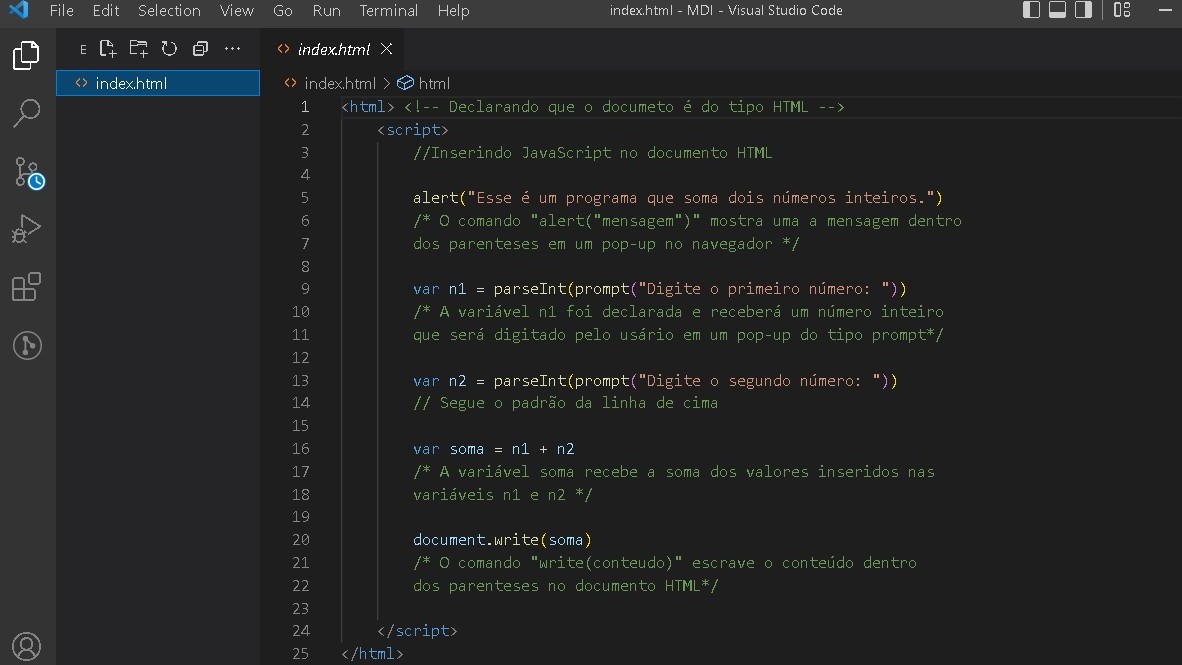 File Edit Selection View Go Run Terminal Help index.html - MDI - Visual Studio Code
E
index.html
index.html
index.html > html
1 <html> <!-- Declarando que o documeto é do tipo HTML -->
2 <script>
3 //Inserindo JavaScript no documento HTML
4
5 alert("Esse é um programa que soma dois números inteiros.")
6 /* O comando "alert("mensagem")" mostra uma a mensagem dentro
7 dos parenteses em um pop-up no navegador */
8
9 var n1 = parseInt(prompt("Digite o primeiro número: "))
10 /* A variável n1 foi declarada e receberá um número inteiro
11 que será digitado pelo usário em um pop-up do tipo prompt*/
12
13 var n2 = parseInt(prompt("Digite o segundo número: "))
14 // Segue o padrão da linha de cima
15
16 var soma = n1 + n2
17 /* A variável soma recebe a soma dos valores inseridos nas
18 variáveis n1 e n2 */
19
20 document.write(soma)
21 /* O comando "write(conteudo)" escrave o conteúdo dentro
22 dos parenteses no documento HTML*/
23
24 </script>
25 </html>